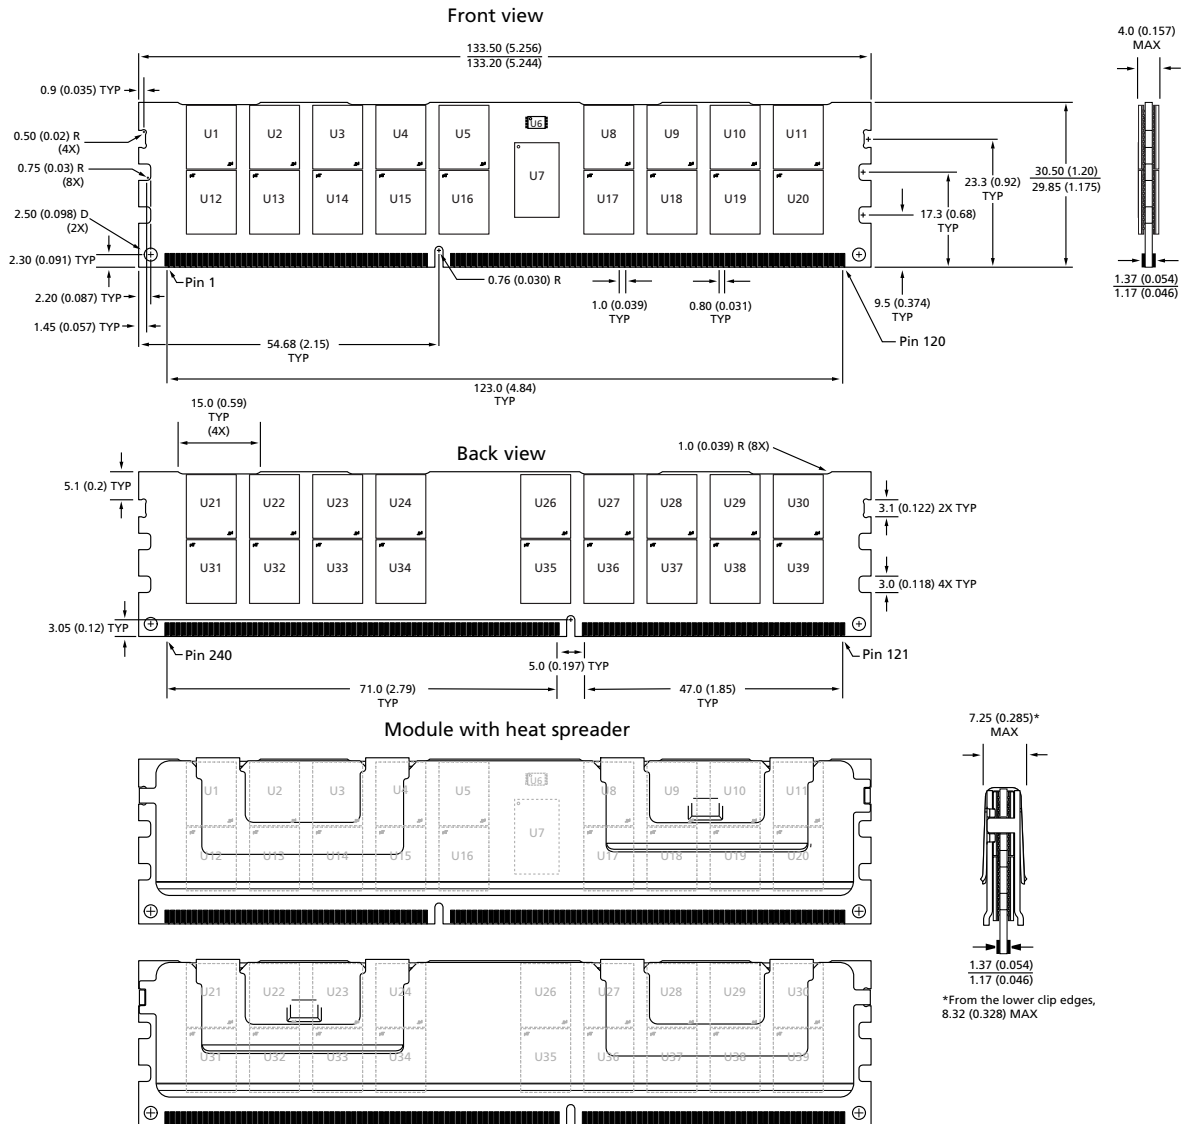 Front view
133.50 (5.256)
133.20 (5.244)
4.0 (0.157)
MAX
0.9 (0.035) TYP
0.50 (0.02) R
(4X)
0.75 (0.03) R
(8X)
2.50 (0.098) D
(2X)
2.30 (0.091) TYP
2.20 (0.087) TYP
1.45 (0.057) TYP
U1 U2 U3 U4 U5 U6 U7 U8 U9 U10 U11
U12 U13 U14 U15 U16 U17 U18 U19 U20
23.3 (0.92)
TYP
30.50 (1.20)
29.85 (1.175)
17.3 (0.68)
TYP
Pin 1
0.76 (0.030) R
1.0 (0.039)
TYP
0.80 (0.031)
TYP
9.5 (0.374)
TYP
1.37 (0.054)
1.17 (0.046)
Pin 120
54.68 (2.15)
TYP
123.0 (4.84)
TYP
15.0 (0.59)
TYP
(4X)
Back view
1.0 (0.039) R (8X)
5.1 (0.2) TYP
U21 U22 U23 U24 U26 U27 U28 U29 U30
3.1 (0.122) 2X TYP
U31 U32 U33 U34 U35 U36 U37 U38 U39
3.0 (0.118) 4X TYP
3.05 (0.12) TYP
Pin 240
5.0 (0.197) TYP
Pin 121
71.0 (2.79)
TYP
47.0 (1.85)
TYP
Module with heat spreader
7.25 (0.285)*
MAX
U1 U2 U3 U4 U5 U6 U7 U8 U9 U10 U11
U12 U13 U14 U15 U16 U17 U18 U19 U20
U21 U22 U23 U24 U26 U27 U28 U29 U30
U31 U32 U33 U34 U35 U36 U37 U38 U39
1.37 (0.054)
1.17 (0.046)
*From the lower clip edges,
8.32 (0.328) MAX